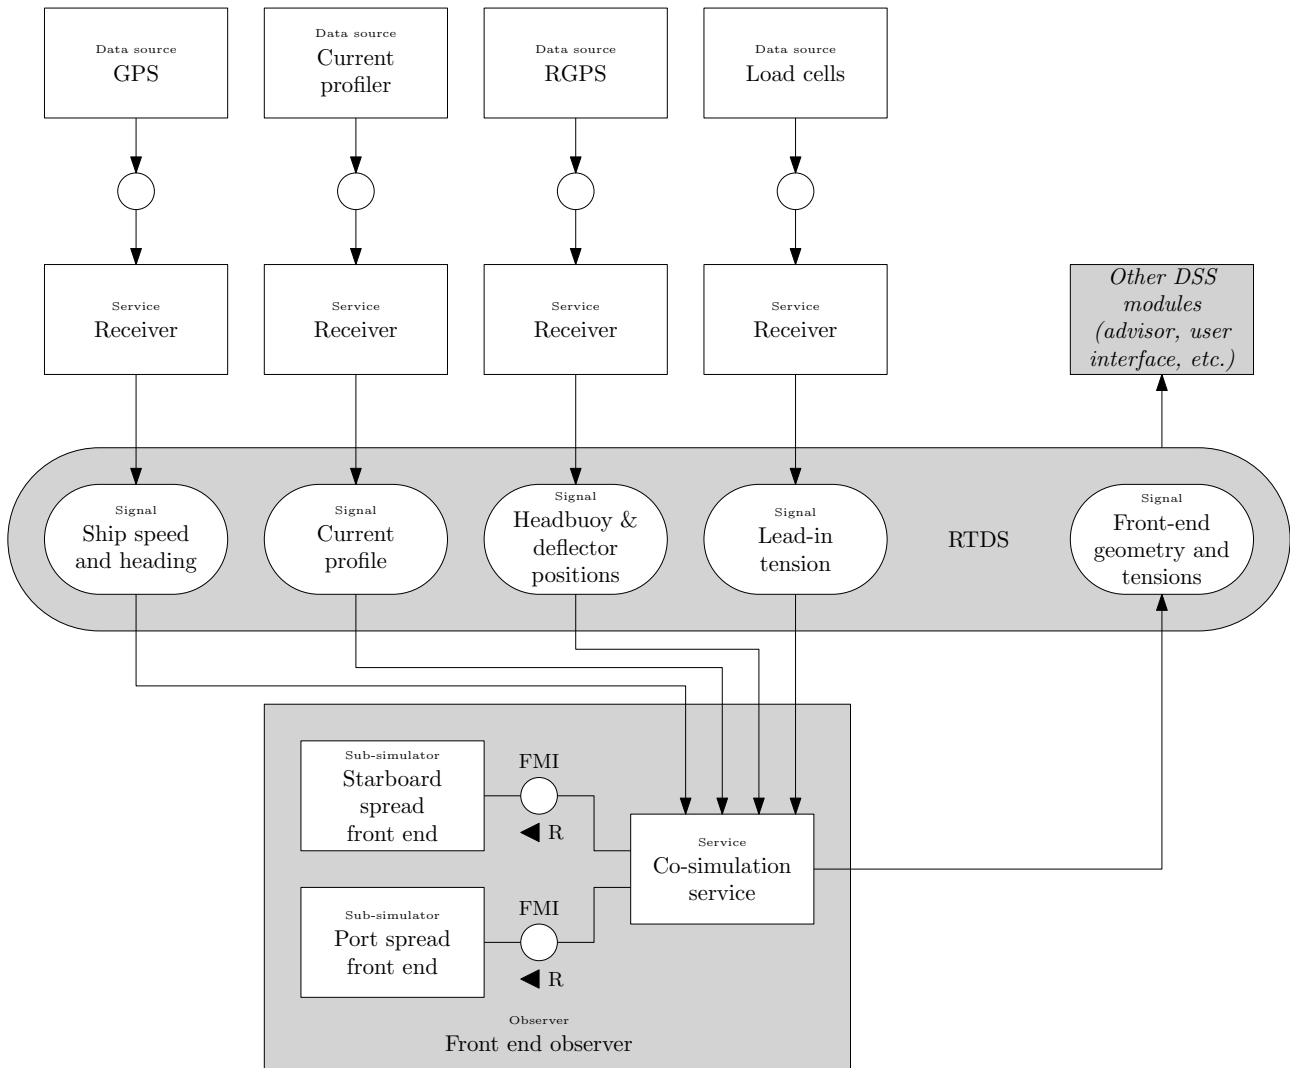 Data source
GPS
Data source
Current
profiler
Data source
RGPS
Data source
Load cells
Service
Receiver
Service
Receiver
Service
Receiver
Service
Receiver
Other DSS
modules
(advisor, user
interface, etc.)
Signal
Ship speed
and heading
Signal
Current
profile
Signal
Headbuoy &
deflector
positions
Signal
Lead-in
tension
RTDS
Signal
Front-end
geometry and
tensions
Sub-simulator
Starboard
spread
front end
FMI
R
Service
Co-simulation
service
Sub-simulator
Port spread
front end
FMI
R
Observer
Front end observer